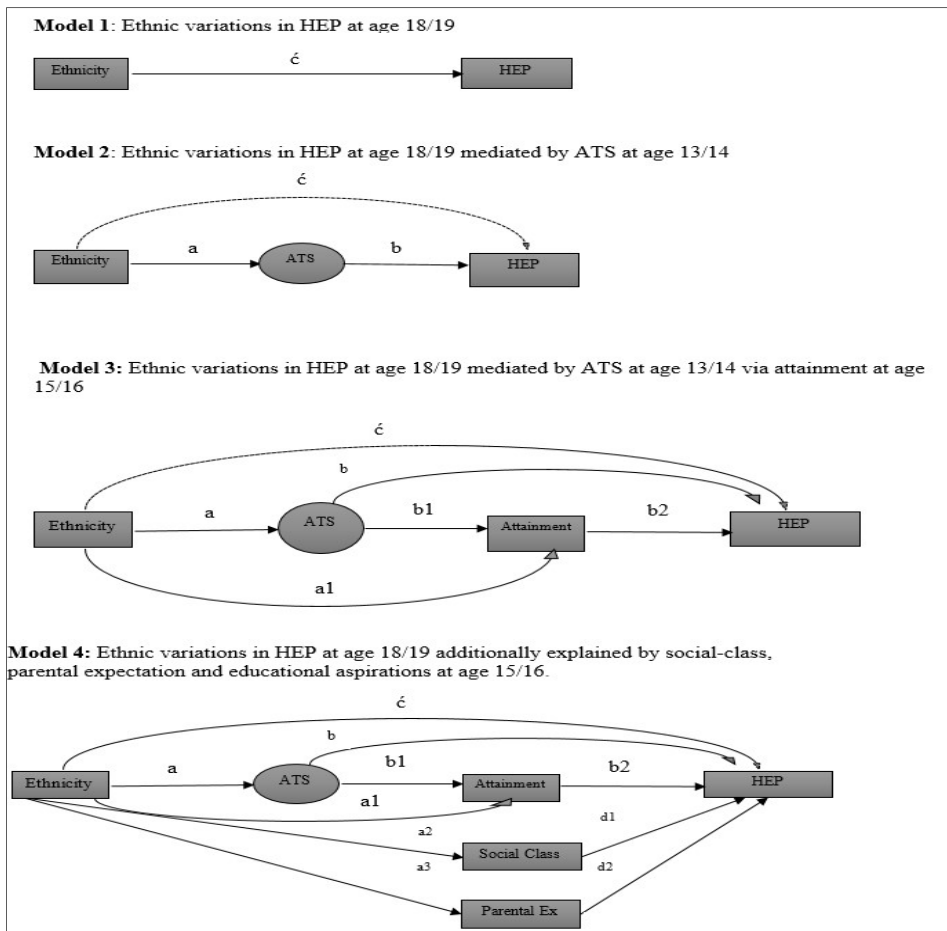 Model 1: Ethnic variations in HEP at age 18/19
ć
Ethnicity
HEP
Model 2: Ethnic variations in HEP at age 18/19 mediated by ATS at age 13/14
ć
a
b
Ethnicity
ATS
HEP
Model 3: Ethnic variations in HEP at age 18/19 mediated by ATS at age 13/14 via attainment at age
15/16
ć
b
a
b1
b2
Ethnicity
ATS
Attainment
HEP
a1
Model 4: Ethnic variations in HEP at age 18/19 additionally explained by social-class,
parental expectation and educational aspirations at age 15/16.
ć
b
a
b1
b2
Ethnicity
ATS
Attainment
HEP
a1
d1
a2
Social Class
a3
d2
Parental Ex